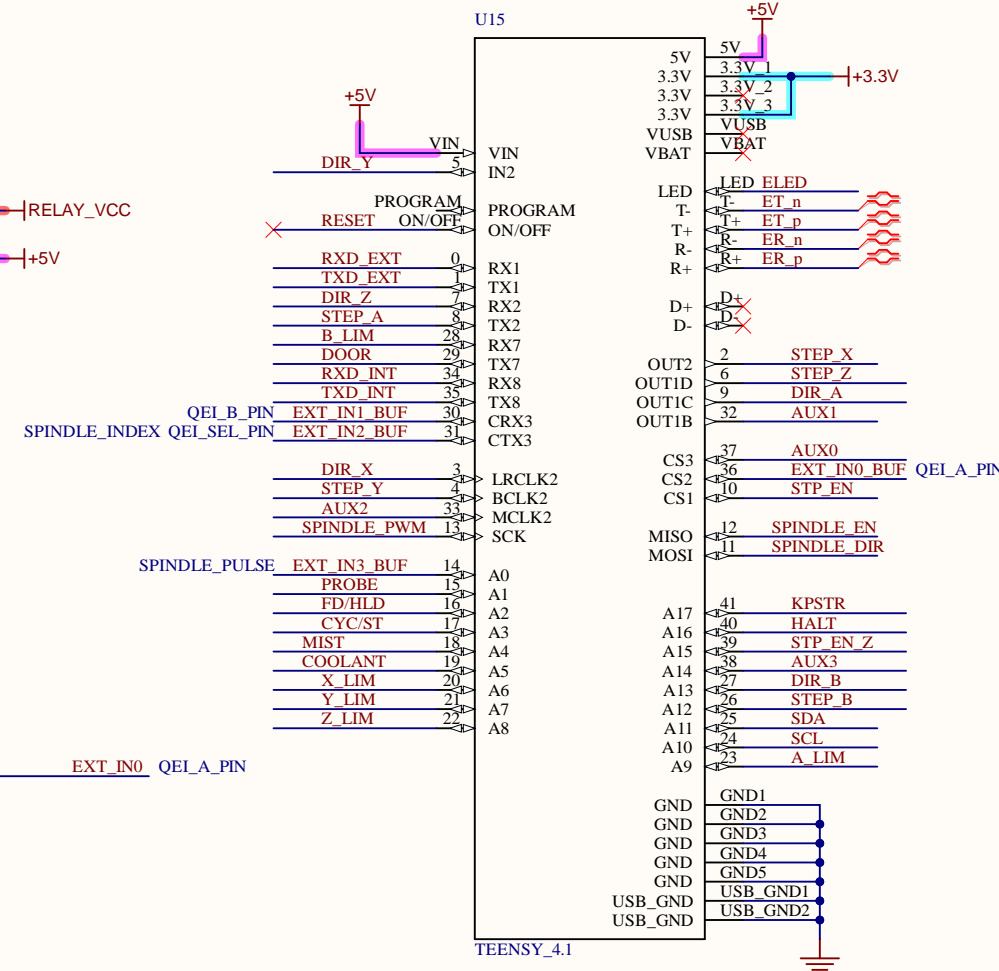 U15
+5V
+5V
VIN VIN
DIR_Y 5 IN2
PROGRAM PROGRAM
RESET ON/OFF ON/OFF
RXD_EXT 0 RX1
TXD_EXT 1 TX1
DIR_Z 7 RX2
STEP_A 8 TX2
B_LIM 28 RX7
DOOR 29 TX7
RXD_INT 34 RX8
TXD_INT 35 TX8
QEI_B_PIN EXT_IN1_BUF 30 CRX3
SPINDLE_INDEX QEI_SEL_PIN EXT_IN2_BUF 31 CTX3
DIR_X 3 LRCLK2
STEP_Y 4 BCLK2
AUX2 33 MCLK2
SPINDLE_PWM 13 SCK
SPINDLE_PULSE EXT_IN3_BUF 14 A0
PROBE 15 A1
FD/HLD 16 A2
CYC/ST 17 A3
MIST 18 A4
COOLANT 19 A5
X_LIM 20 A6
Y_LIM 21 A7
Z_LIM 22 A8
RELAY_VCC
+5V
EXT_IN0 QEI_A_PIN
5V 5V
3.3V 3.3V_1 +3.3V
3.3V 3.3V_2
3.3V 3.3V_3
VUSB VUSB
VBAT VBAT
LED LED ELED
T- T- ET_n
T+ T+ ET_p
R- R- ER_n
R+ R+ ER_p
D+ D+
D- D-
OUT2 2 STEP_X
OUT1D 6 STEP_Z
OUT1C 9 DIR_A
OUT1B 32 AUX1
CS3 37 AUX0
CS2 36 EXT_IN0_BUF QEI_A_PIN
CS1 10 STP_EN
MISO 12 SPINDLE_EN
MOSI 11 SPINDLE_DIR
A17 41 KPSTR
A16 40 HALT
A15 39 STP_EN_Z
A14 38 AUX3
A13 27 DIR_B
A12 26 STEP_B
A11 25 SDA
A10 24 SCL
A9 23 A_LIM
GND GND1
GND GND2
GND GND3
GND GND4
GND GND5
USB_GND USB_GND1
USB_GND USB_GND2
TEENSY_4.1